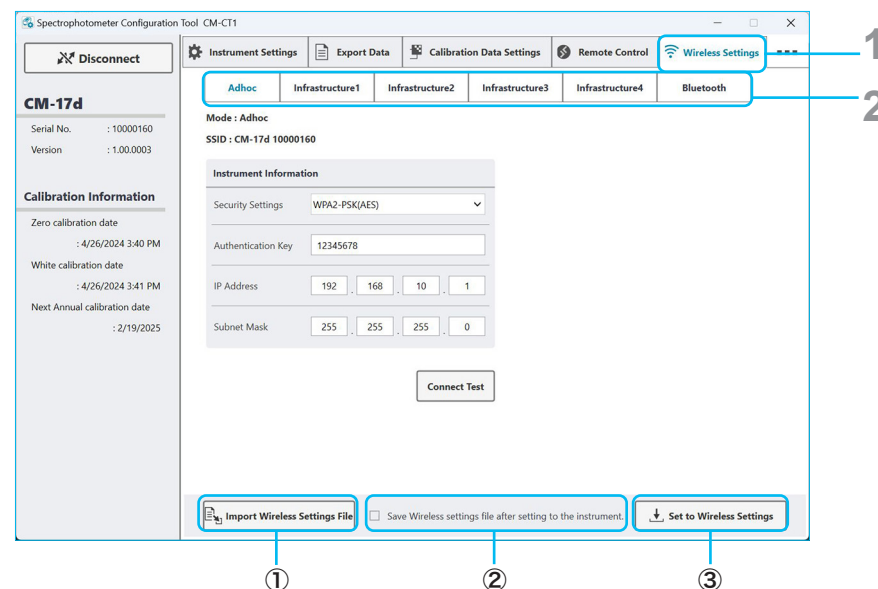 Spectrophotometer Configuration Tool CM-CT1
Disconnect
Instrument Settings
Export Data
Calibration Data Settings
Remote Control
Wireless Settings
1
Adhoc
Infrastructure1
Infrastructure2
Infrastructure3
Infrastructure4
Bluetooth
2
CM-17d
Serial No. : 10000160
Version : 1.00.0003
Calibration Information
Zero calibration date
: 4/26/2024 3:40 PM
White calibration date
: 4/26/2024 3:41 PM
Next Annual calibration date
: 2/19/2025
Mode : Adhoc
SSID : CM-17d 10000160
Instrument Information
Security Settings WPA2-PSK(AES)
Authentication Key 12345678
IP Address 192 . 168 . 10 . 1
Subnet Mask 255 . 255 . 255 . 0
Connect Test
Import Wireless Settings File
Save Wireless settings file after setting to the instrument.
Set to Wireless Settings
① ② ③